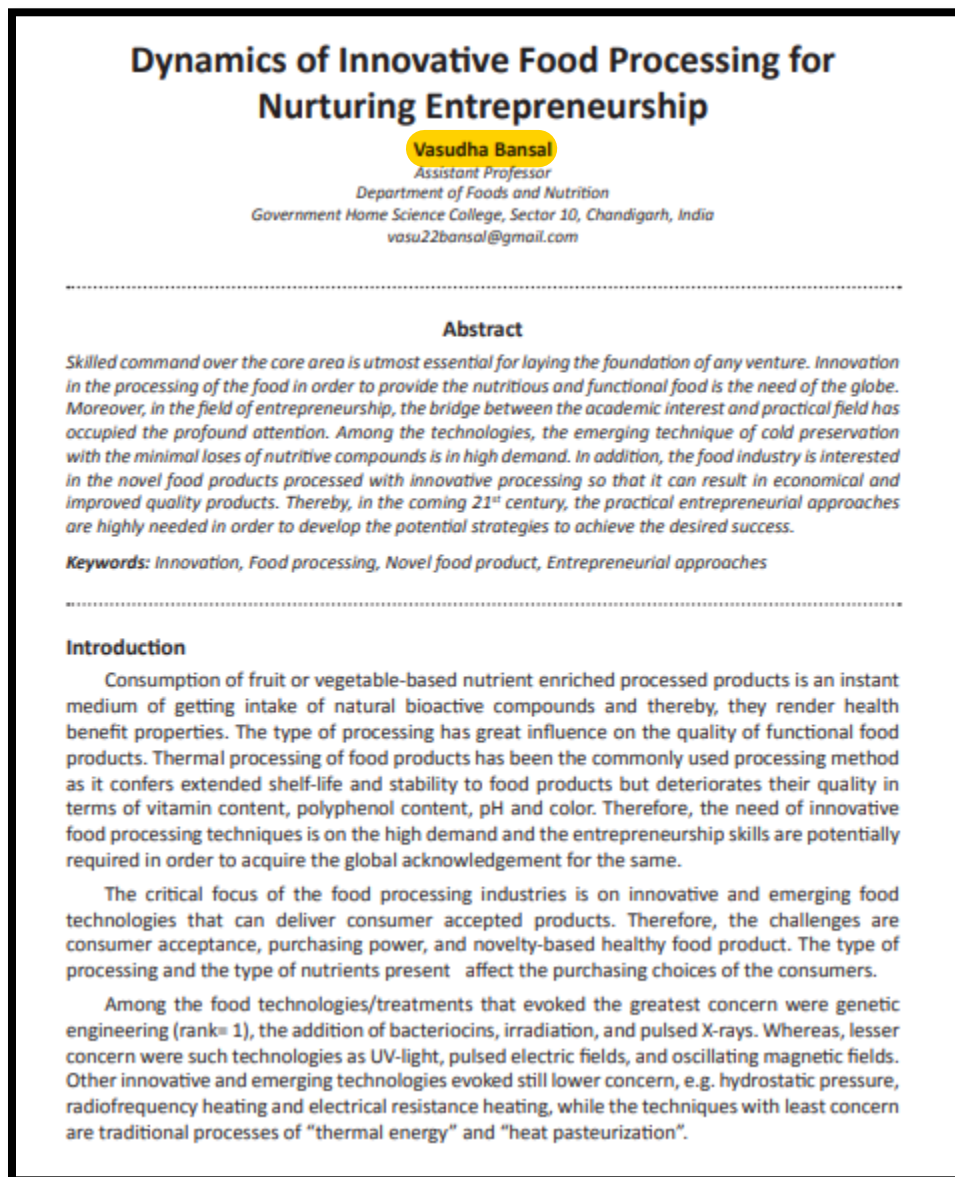 Dynamics of Innovative Food Processing for
Nurturing Entrepreneurship
Vasudha Bansal
Assistant Professor
Department of Foods and Nutrition
Government Home Science College, Sector 10, Chandigarh, India
vasu22bansal@gmail.com
Abstract
Skilled command over the core area is utmost essential for laying the foundation of any venture. Innovation
in the processing of the food in order to provide the nutritious and functional food is the need of the globe.
Moreover, in the field of entrepreneurship, the bridge between the academic interest and practical field has
occupied the profound attention. Among the technologies, the emerging technique of cold preservation
with the minimal loses of nutritive compounds is in high demand. In addition, the food industry is interested
in the novel food products processed with innovative processing so that it can result in economical and
improved quality products. Thereby, in the coming 21st century, the practical entrepreneurial approaches
are highly needed in order to develop the potential strategies to achieve the desired success.
Keywords: Innovation, Food processing, Novel food product, Entrepreneurial approaches
Introduction
Consumption of fruit or vegetable-based nutrient enriched processed products is an instant
medium of getting intake of natural bioactive compounds and thereby, they render health
benefit properties. The type of processing has great influence on the quality of functional food
products. Thermal processing of food products has been the commonly used processing method
as it confers extended shelf-life and stability to food products but deteriorates their quality in
terms of vitamin content, polyphenol content, pH and color. Therefore, the need of innovative
food processing techniques is on the high demand and the entrepreneurship skills are potentially
required in order to acquire the global acknowledgement for the same.
The critical focus of the food processing industries is on innovative and emerging food
technologies that can deliver consumer accepted products. Therefore, the challenges are
consumer acceptance, purchasing power, and novelty-based healthy food product. The type of
processing and the type of nutrients present affect the purchasing choices of the consumers.
Among the food technologies/treatments that evoked the greatest concern were genetic
engineering (rank= 1), the addition of bacteriocins, irradiation, and pulsed X-rays. Whereas, lesser
concern were such technologies as UV-light, pulsed electric fields, and oscillating magnetic fields.
Other innovative and emerging technologies evoked still lower concern, e.g. hydrostatic pressure,
radiofrequency heating and electrical resistance heating, while the techniques with least concern
are traditional processes of “thermal energy” and “heat pasteurization”.